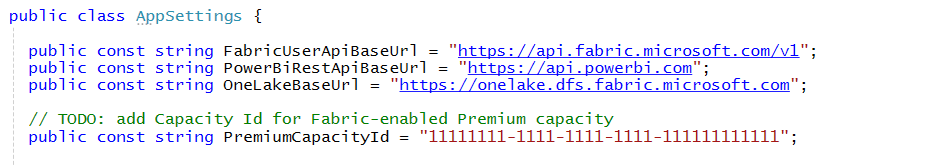 public class AppSettings {
public const string FabricUserApiBaseUrl = "https://api.fabric.microsoft.com/v1";
public const string PowerBiRestApiBaseUrl = "https://api.powerbi.com";
public const string OneLakeBaseUrl = "https://onelake.dfs.fabric.microsoft.com";
// TODO: add Capacity Id for Fabric-enabled Premium capacity
public const string PremiumCapacityId = "11111111-1111-1111-1111-111111111111";